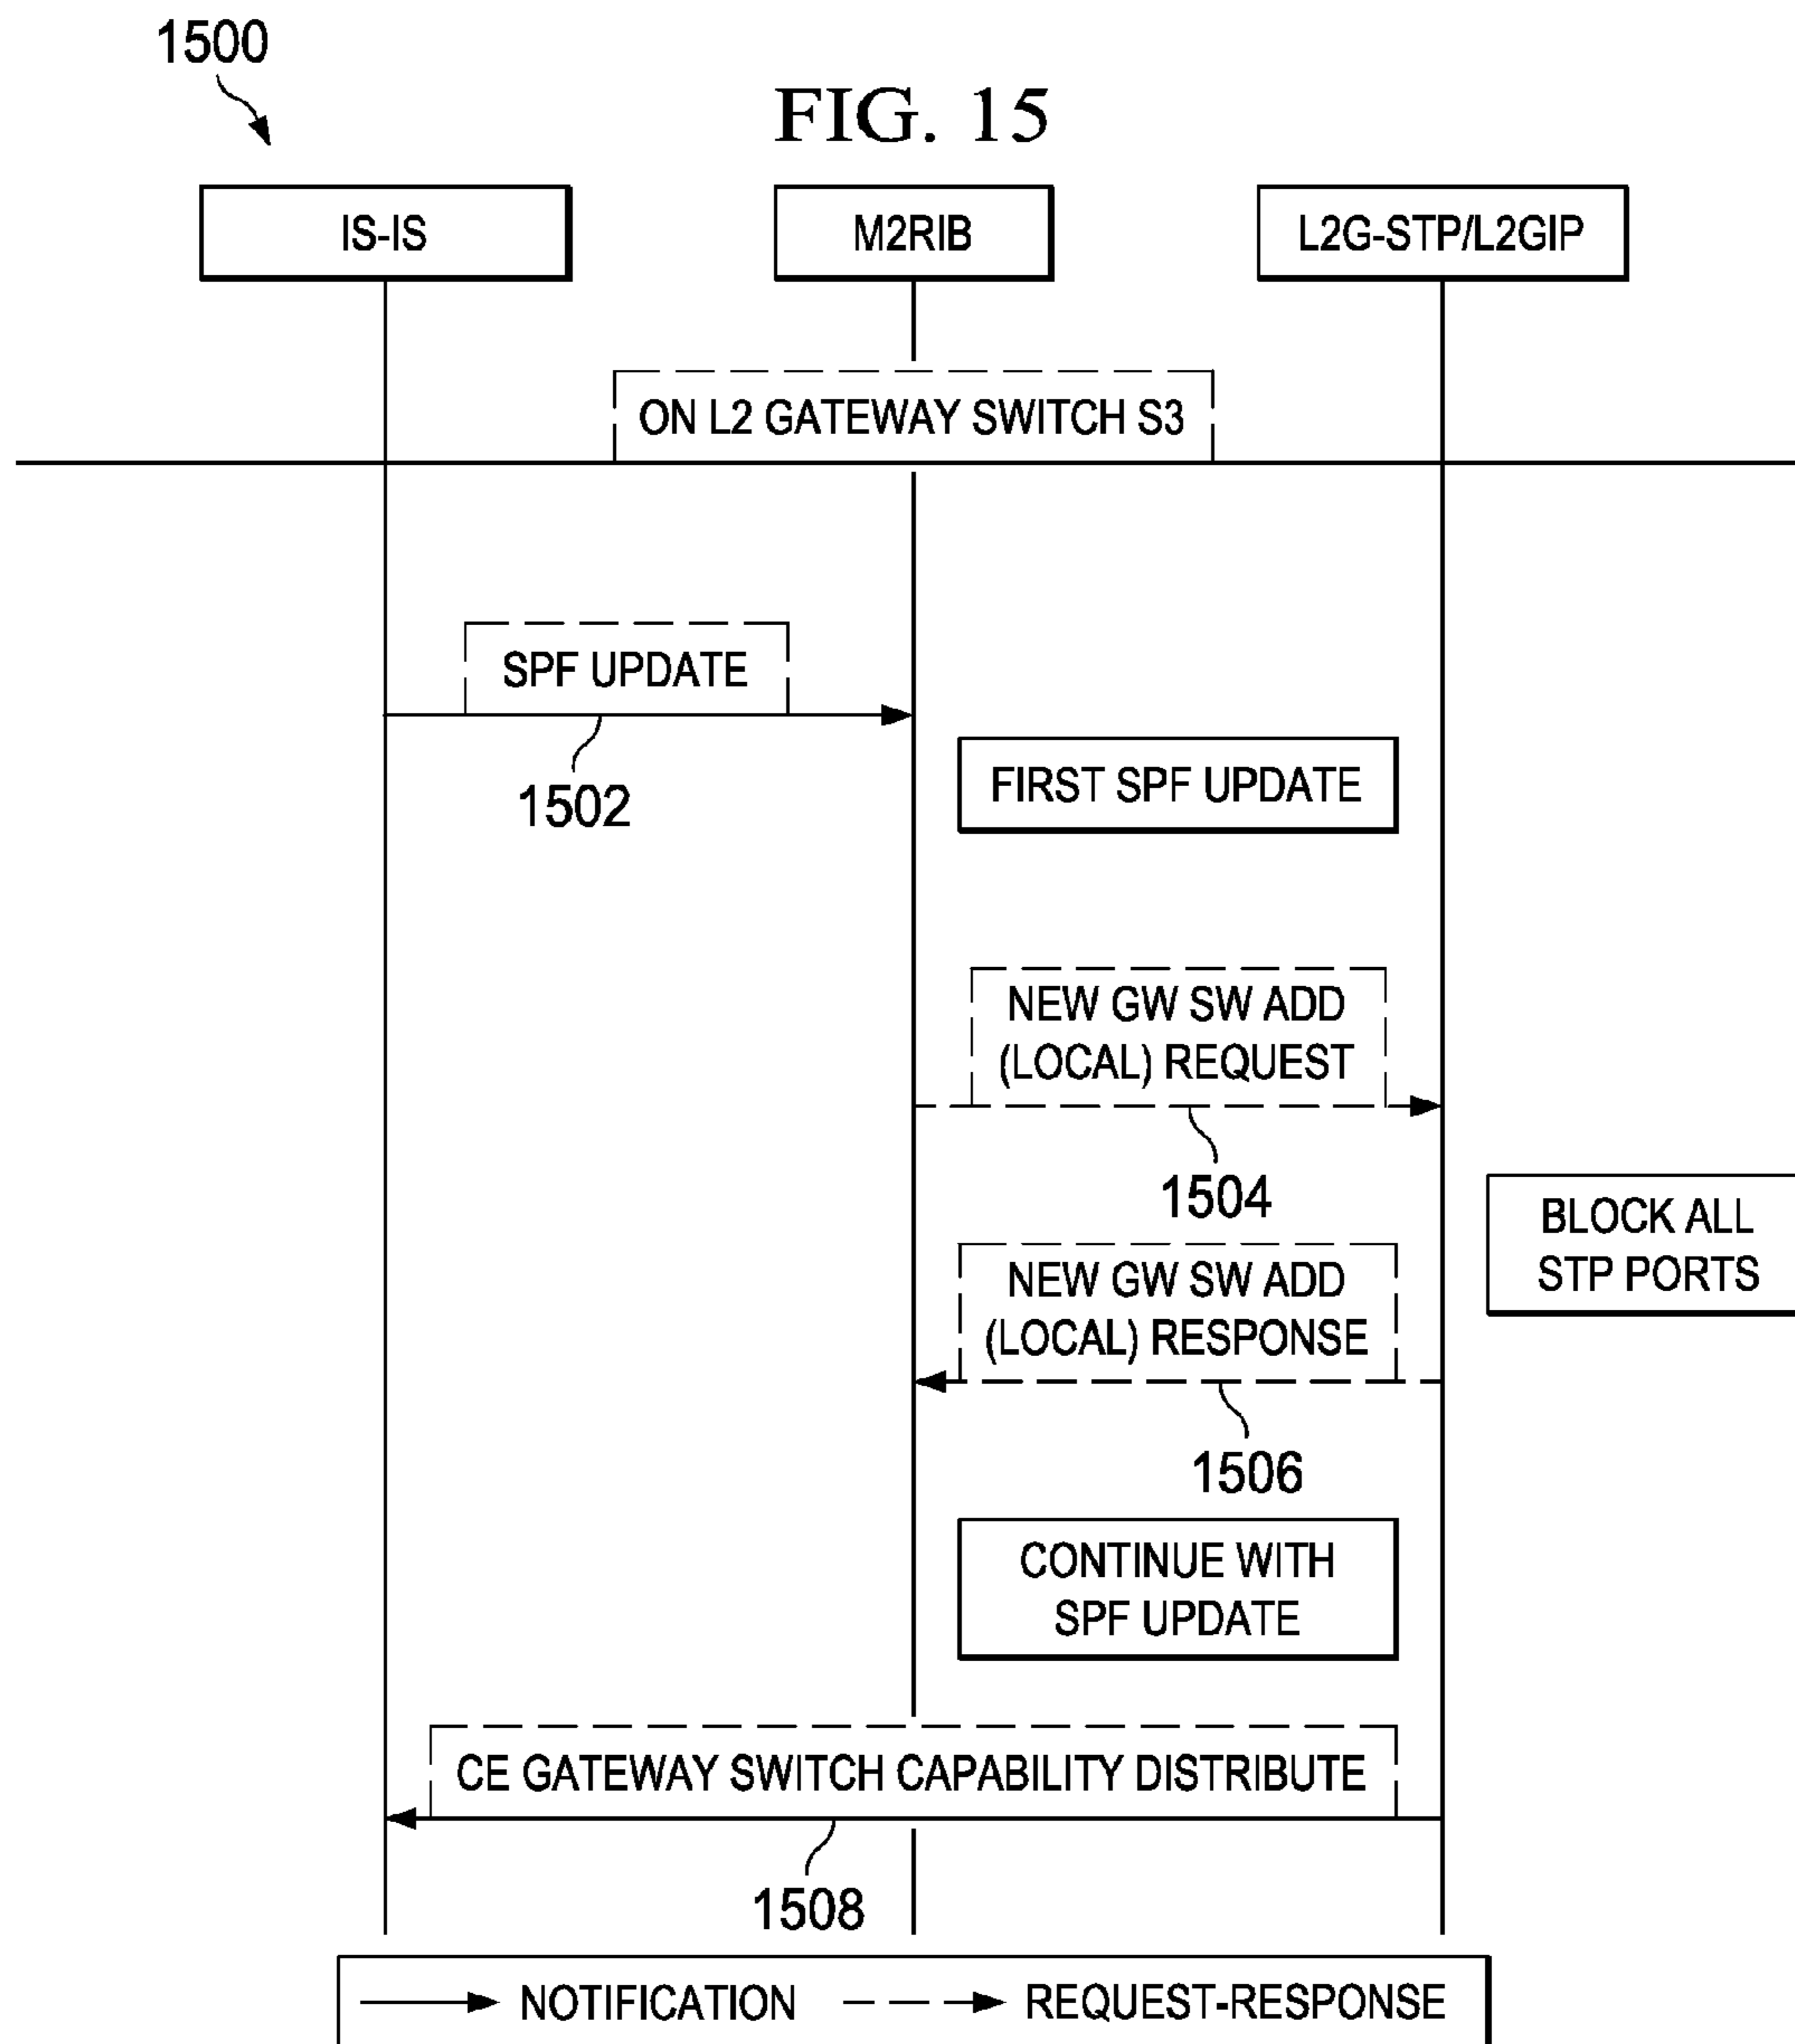 1500
FIG. 15
IS-IS
M2RIB
L2G-STP/L2GIP
ON L2 GATEWAY SWITCH S3
SPF UPDATE
1502
FIRST SPF UPDATE
NEW GW SW ADD
(LOCAL) REQUEST
1504
BLOCK ALL
STP PORTS
NEW GW SW ADD
(LOCAL) RESPONSE
1506
CONTINUE WITH
SPF UPDATE
CE GATEWAY SWITCH CAPABILITY DISTRIBUTE
1508
NOTIFICATION
REQUEST-RESPONSE